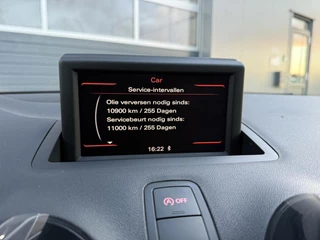 Car
Service-intervallen
Olie verversen nodig sinds:
10900 km / 255 Dagen
Servicebeurt nodig sinds:
11000 km / 255 Dagen
16:22
OFF